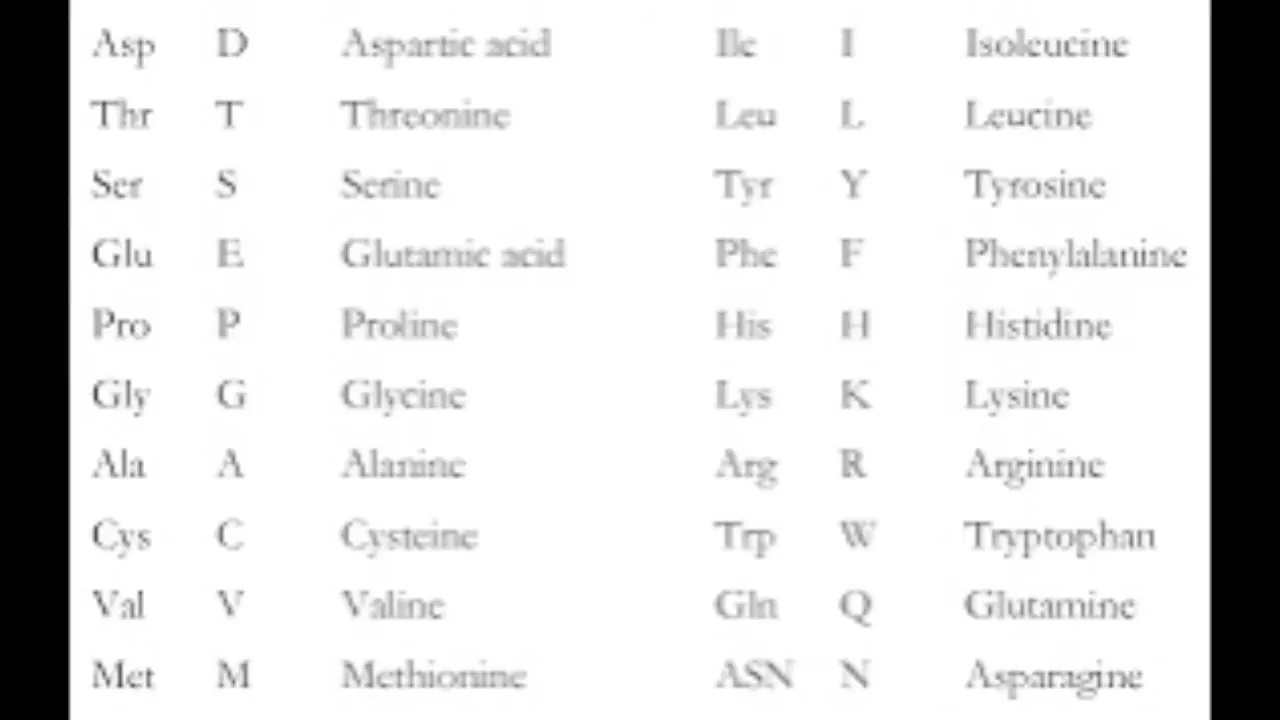 Asp D Aspartic acid Ile I Isoleucine
Thr T Threonine Leu L Leucine
Ser S Serine Tyr Y Tyrosine
Glu E Glutamic acid Phe F Phenylalanine
Pro P Proline His H Histidine
Gly G Glycine Lys K Lysine
Ala A Alanine Arg R Arginine
Cys C Cysteine Trp W Tryptophan
Val V Valine Gln Q Glutamine
Met M Methionine ASN N Asparagine